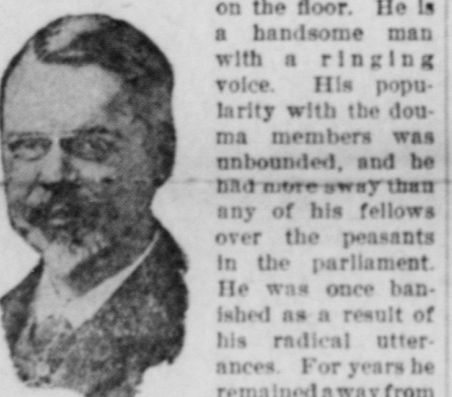 on the floor. He is
a handsome man
with a ringing
voice. His popu-
larity with the dou-
ma members was
unbounded, and he
had more sway than
any of his fellows
over the peasants
in the parliament.
He was once ban-
ished as a result of
his radical utter-
ances. For years he
remained away from